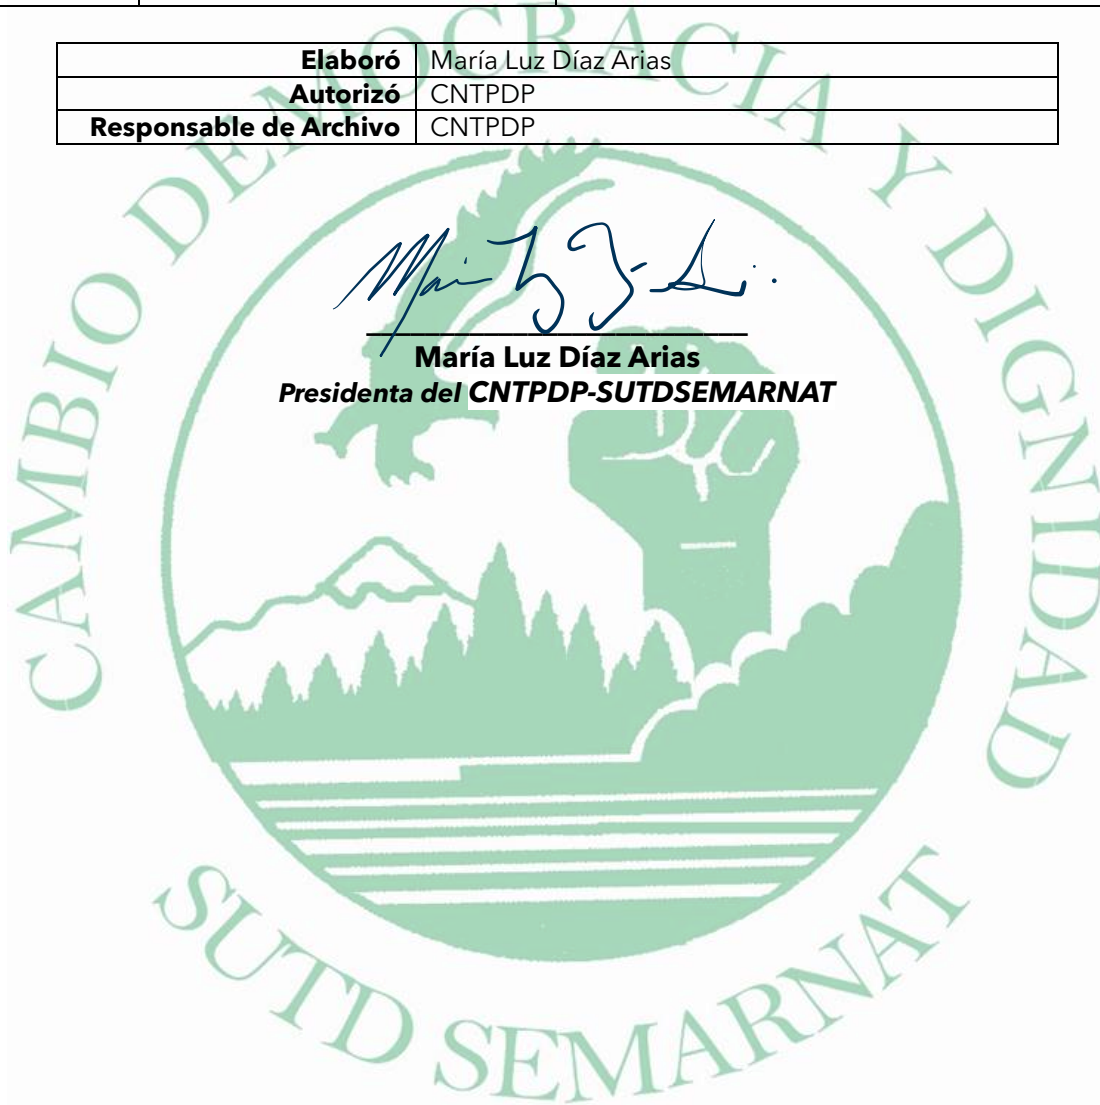 Elaboró María Luz Díaz Arias
Autorizó CNTPDP
Responsable de Archivo CNTPDP
María Luz Díaz Arias
Presidenta del CNTPDP-SUTDSEMARNAT
CAMBIO DEMOCRACIA Y DIGNIDAD
SUTD SEMARNAT